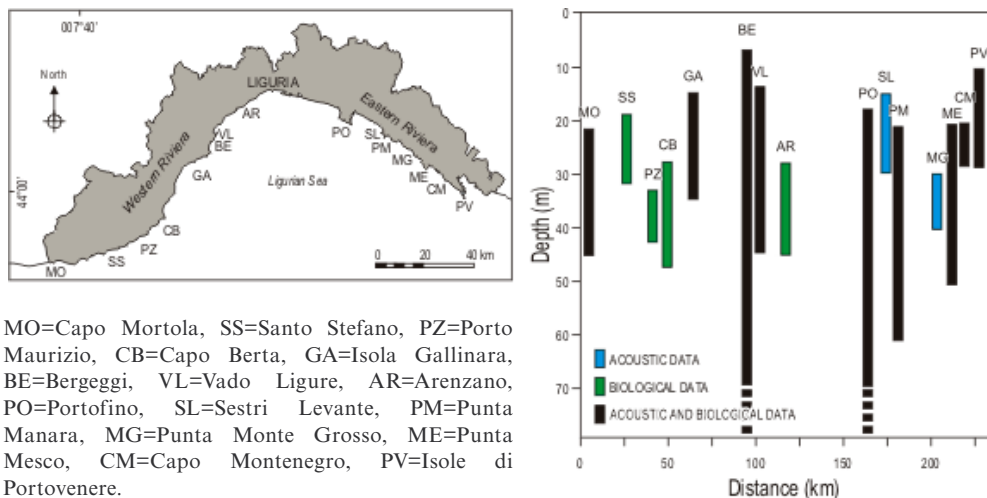 007°40'
North
LIGURIA
Western Riviera
Eastern Riviera
Ligurian Sea
44°00'
MO
SS
PZ
CB
GA
BE
VL
AR
PO
SL
PM
MG
ME
CM
PV
0 20 40 km
MO=Capo Mortola, SS=Santo Stefano, PZ=Porto
Maurizio, CB=Capo Berta, GA=Isola Gallinara,
BE=Bergeggi, VL=Vado Ligure, AR=Arenzano,
PO=Portofino, SL=Sestri Levante, PM=Punta
Manara, MG=Punta Monte Grosso, ME=Punta
Mesco, CM=Capo Montenegro, PV=Isole di
Portovenere.
Depth (m)
0
10
20
30
40
50
60
70
MO
SS
PZ
CB
GA
BE
VL
AR
PO
SL
PM
MG
ME
CM
PV
ACOUSTIC DATA
BIOLOGICAL DATA
ACOUSTIC AND BIOLOGICAL DATA
0 50 100 150 200
Distance (km)